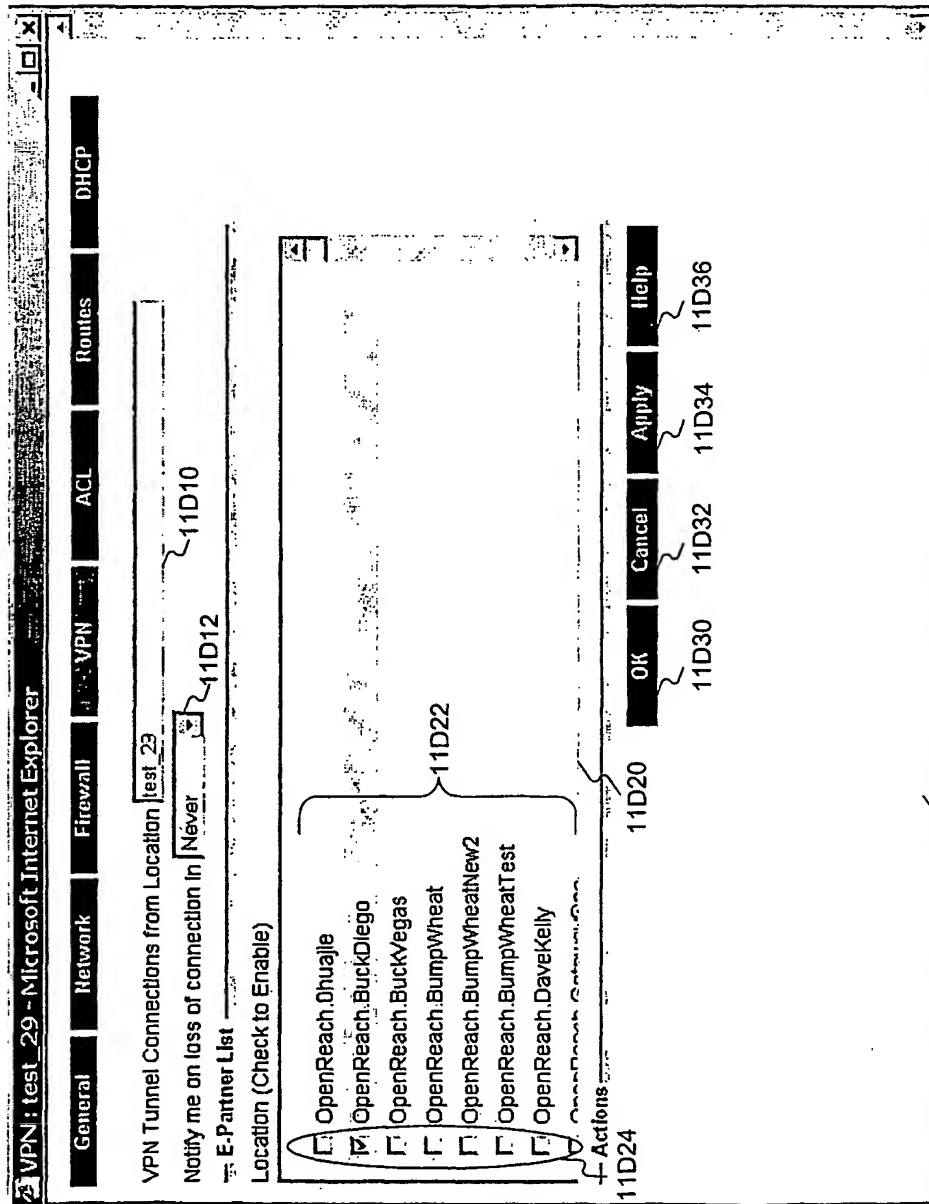 VPN : test_29 - Microsoft Internet Explorer
General Network Firewall VPN ACL Routes DHCP
VPN Tunnel Connections from Location test_29
11D10
Notify me on loss of connection in Never
11D12
E-Partner List
Location (Check to Enable)
OpenReach.0huajie
OpenReach.BuckDiego
OpenReach.BuckVegas
OpenReach.BumpWheat
OpenReach.BumpWheatNew2
OpenReach.BumpWheatTest
OpenReach.DaveKelly
11D22
11D24
11D20
Actions
OK Cancel Apply Help
11D30 11D32 11D34 11D36